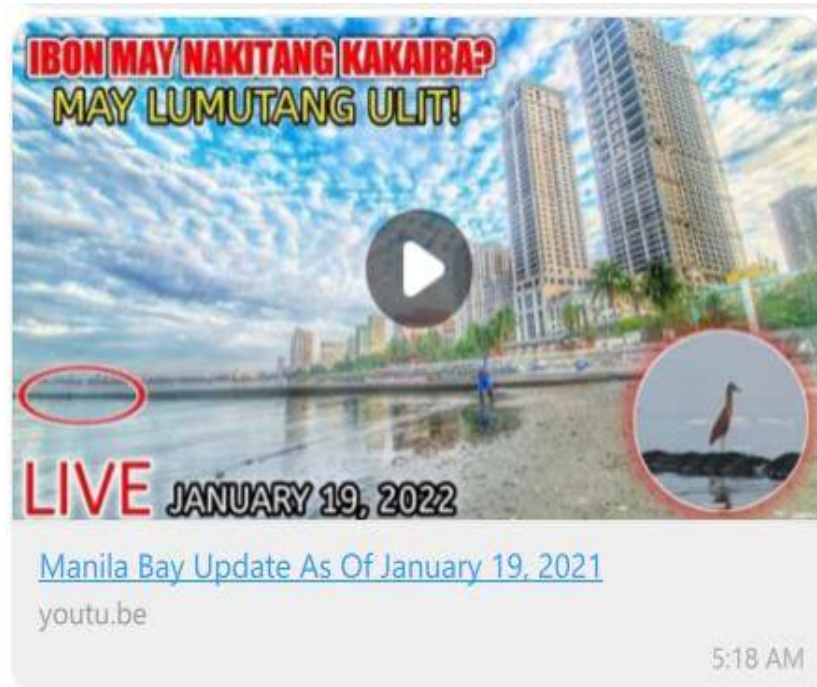 IBON MAY NAKITANG KAKAIBA?
MAY LUMUTANG ULIT!
LIVE JANUARY 19, 2022
Manila Bay Update As Of January 19, 2021
youtu.be
5:18 AM